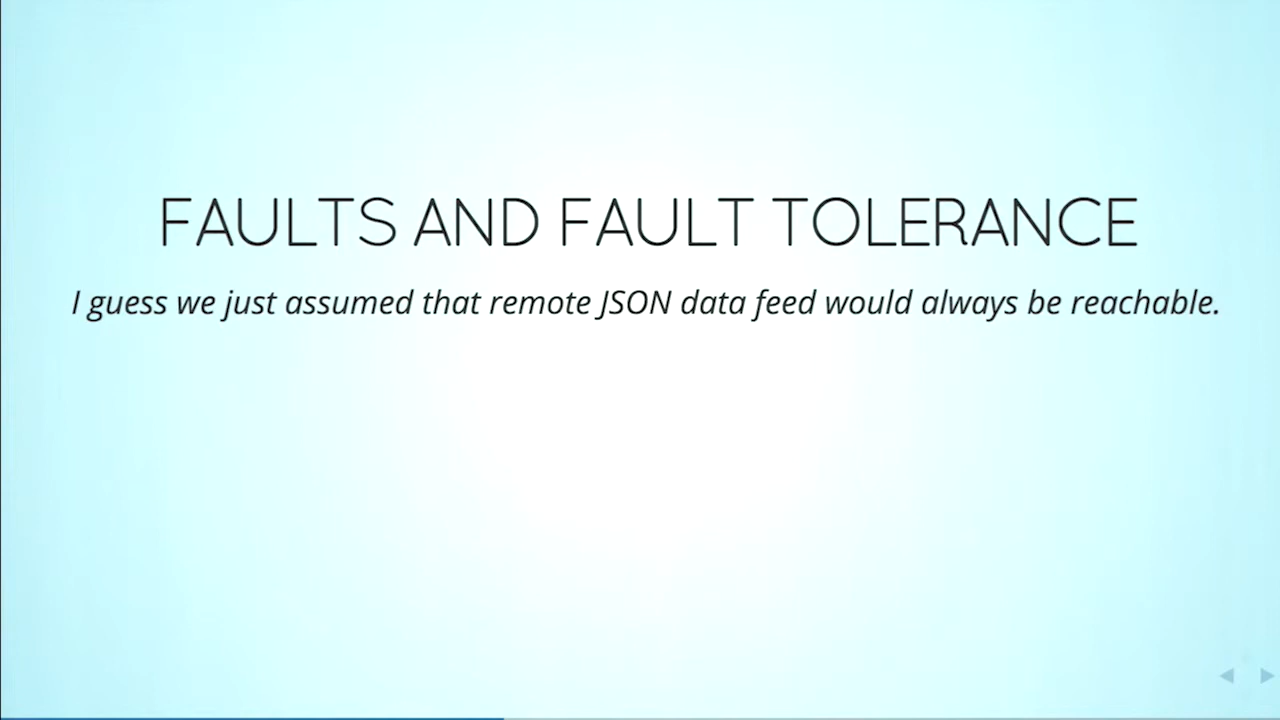 FAULTS AND FAULT TOLERANCE
I guess we just assumed that remote JSON data feed would always be reachable.